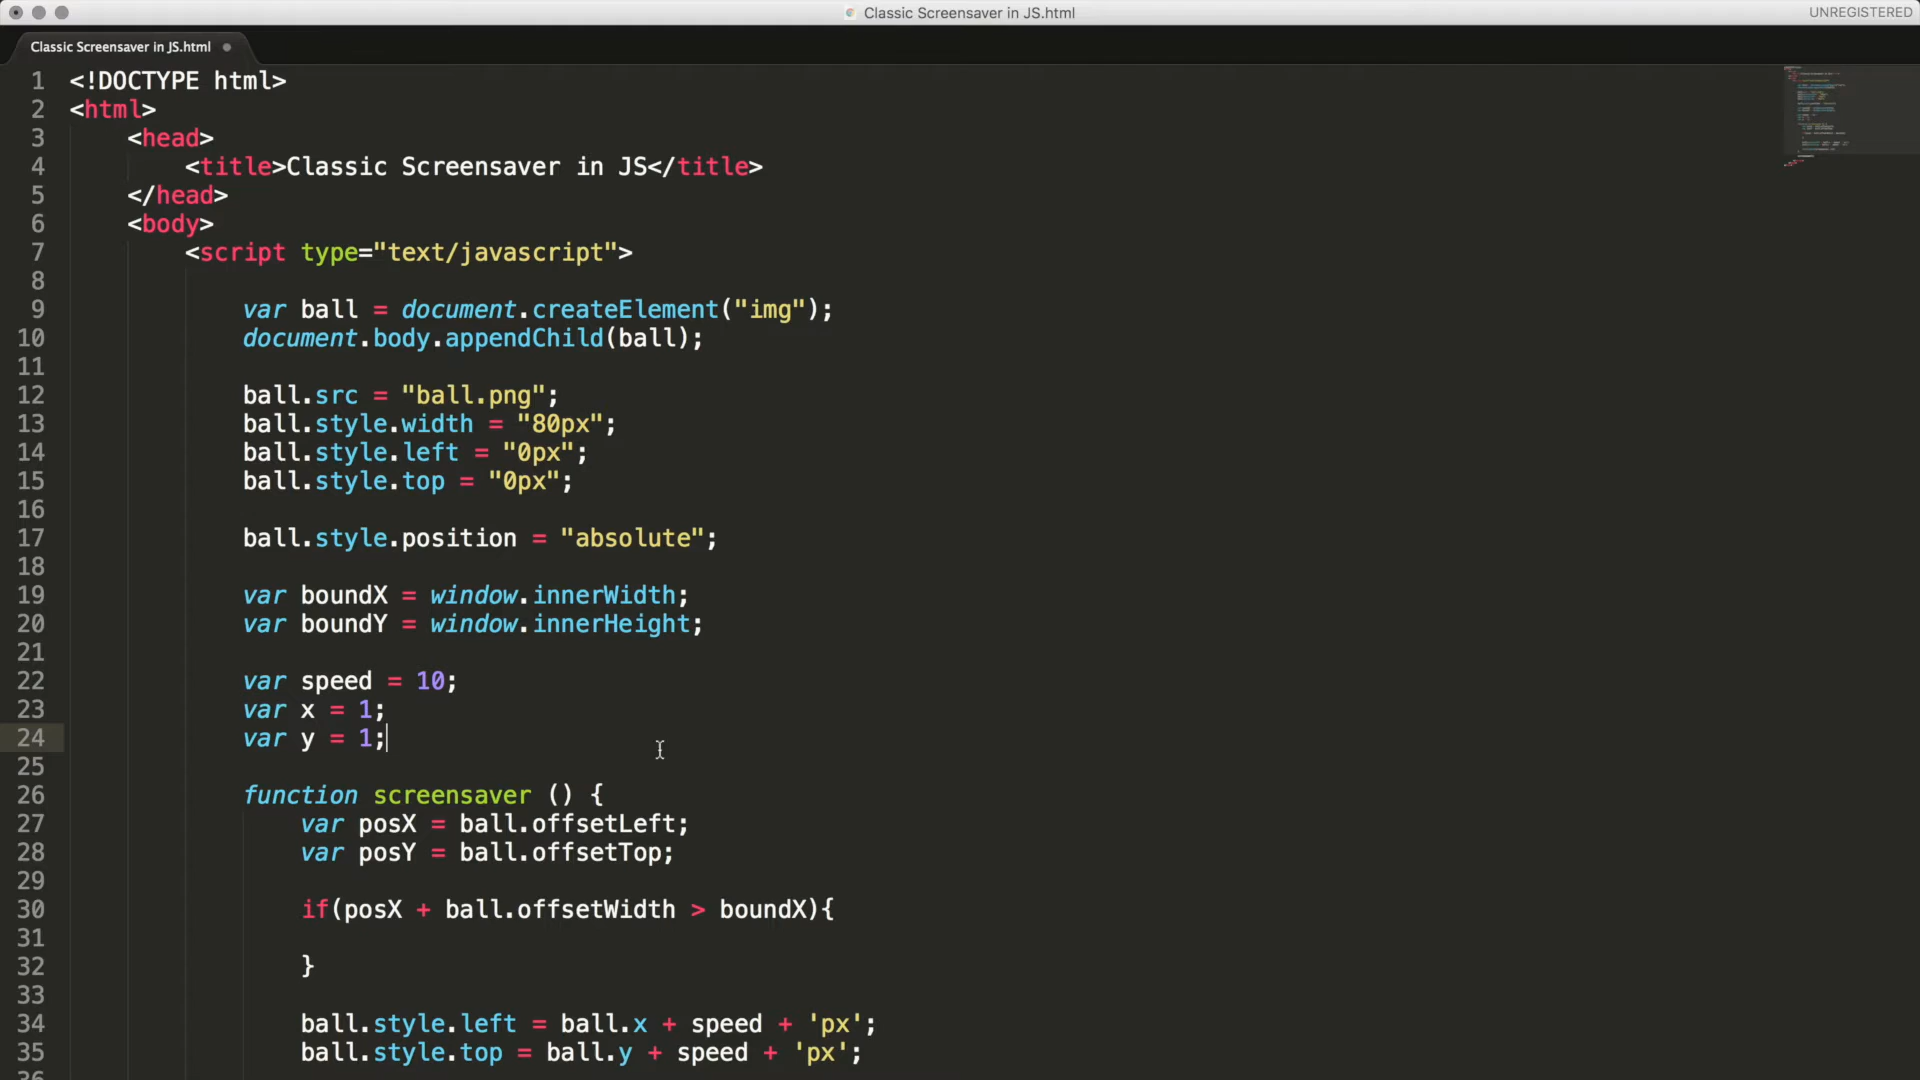 Classic Screensaver in JS.html
UNREGISTERED
Classic Screensaver in JS.html
1 <!DOCTYPE html>
2 <html>
3 <head>
4 <title>Classic Screensaver in JS</title>
5 </head>
6 <body>
7 <script type="text/javascript">
8
9 var ball = document.createElement("img");
10 document.body.appendChild(ball);
11
12 ball.src = "ball.png";
13 ball.style.width = "80px";
14 ball.style.left = "0px";
15 ball.style.top = "0px";
16
17 ball.style.position = "absolute";
18
19 var boundX = window.innerWidth;
20 var boundY = window.innerHeight;
21
22 var speed = 10;
23 var x = 1;
24 var y = 1;
25
26 function screensaver () {
27 var posX = ball.offsetLeft;
28 var posY = ball.offsetTop;
29
30 if(posX + ball.offsetWidth > boundX){
31
32 }
33
34 ball.style.left = ball.x + speed + 'px';
35 ball.style.top = ball.y + speed + 'px';
36